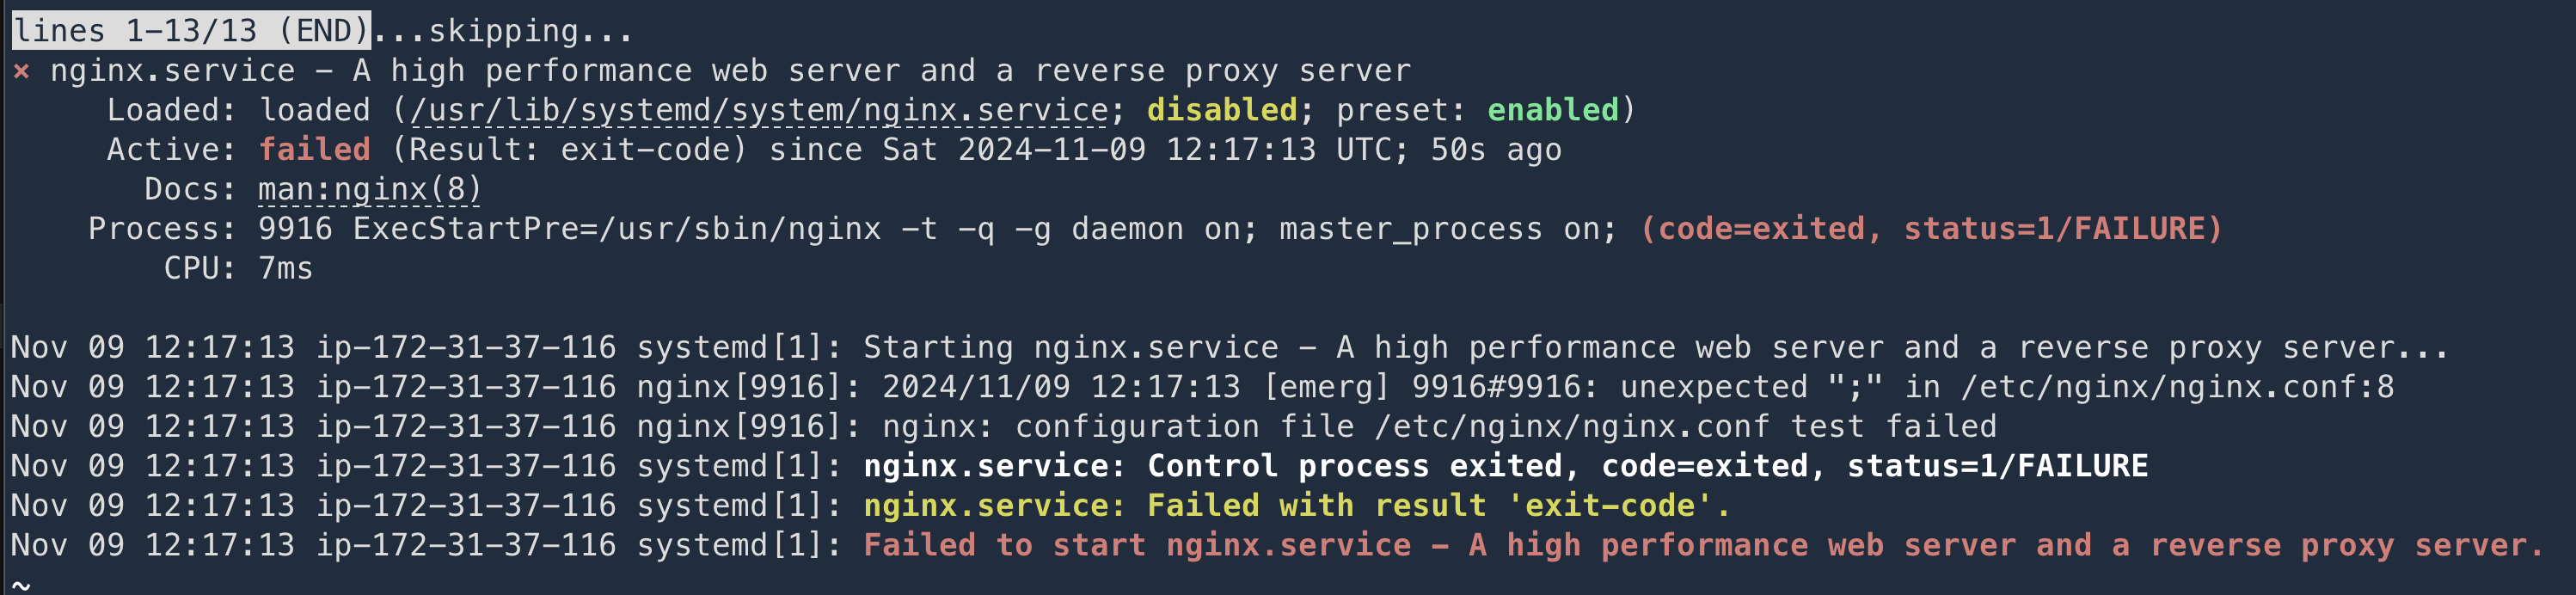 lines 1-13/13 (END)...skipping...
× nginx.service - A high performance web server and a reverse proxy server
     Loaded: loaded (/usr/lib/systemd/system/nginx.service; disabled; preset: enabled)
     Active: failed (Result: exit-code) since Sat 2024-11-09 12:17:13 UTC; 50s ago
       Docs: man:nginx(8)
    Process: 9916 ExecStartPre=/usr/sbin/nginx -t -q -g daemon on; master_process on; (code=exited, status=1/FAILURE)
        CPU: 7ms

Nov 09 12:17:13 ip-172-31-37-116 systemd[1]: Starting nginx.service - A high performance web server and a reverse proxy server...
Nov 09 12:17:13 ip-172-31-37-116 nginx[9916]: 2024/11/09 12:17:13 [emerg] 9916#9916: unexpected ";" in /etc/nginx/nginx.conf:8
Nov 09 12:17:13 ip-172-31-37-116 nginx[9916]: nginx: configuration file /etc/nginx/nginx.conf test failed
Nov 09 12:17:13 ip-172-31-37-116 systemd[1]: nginx.service: Control process exited, code=exited, status=1/FAILURE
Nov 09 12:17:13 ip-172-31-37-116 systemd[1]: nginx.service: Failed with result 'exit-code'.
Nov 09 12:17:13 ip-172-31-37-116 systemd[1]: Failed to start nginx.service - A high performance web server and a reverse proxy server.
~